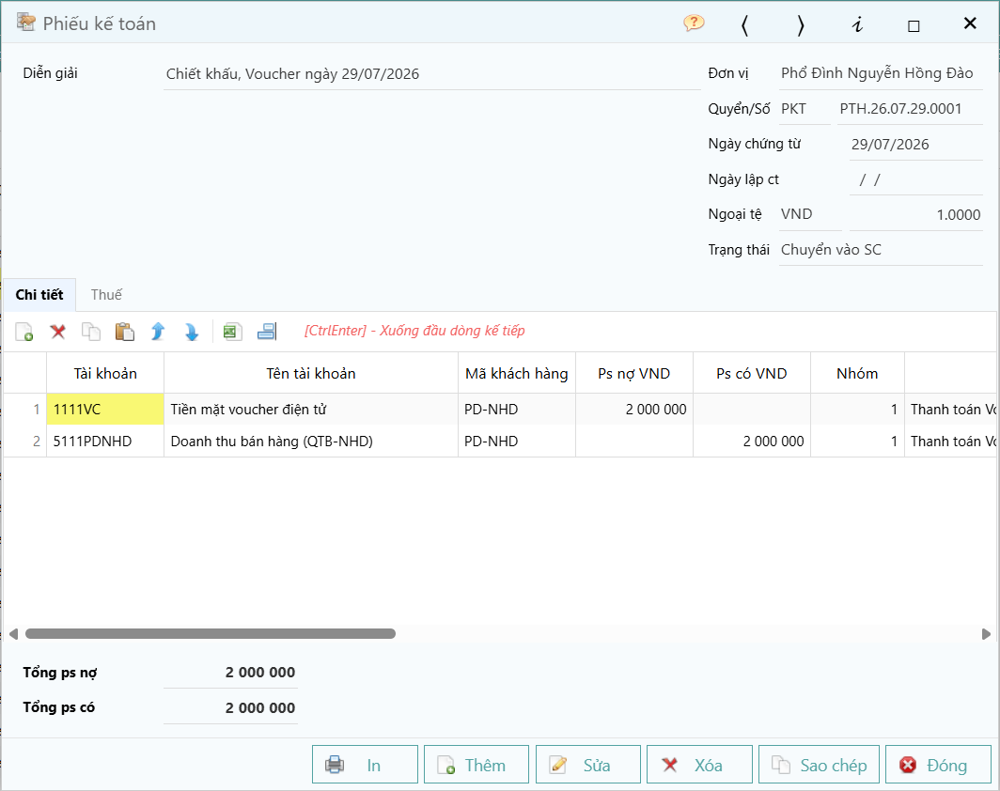 Phiếu kế toán
Diễn giải Chiết khấu, Voucher ngày 29/07/2026 Đơn vị Phổ Đình Nguyễn Hồng Đào
Quyển/Số PKT PTH.26.07.29.0001
Ngày chứng từ 29/07/2026
Ngày lập ct / /
Ngoại tệ VND 1.0000
Trạng thái Chuyển vào SC
Chi tiết Thuế
[CtrlEnter] - Xuống đầu dòng kế tiếp
Tài khoản Tên tài khoản Mã khách hàng Ps nợ VND Ps có VND Nhóm
1 1111VC Tiền mặt voucher điện tử PD-NHD 2 000 000 1 Thanh toán Vo
2 5111PDNHD Doanh thu bán hàng (QTB-NHD) PD-NHD 2 000 000 1 Thanh toán Vo
Tổng ps nợ 2 000 000
Tổng ps có 2 000 000
In Thêm Sửa Xóa Sao chép Đóng